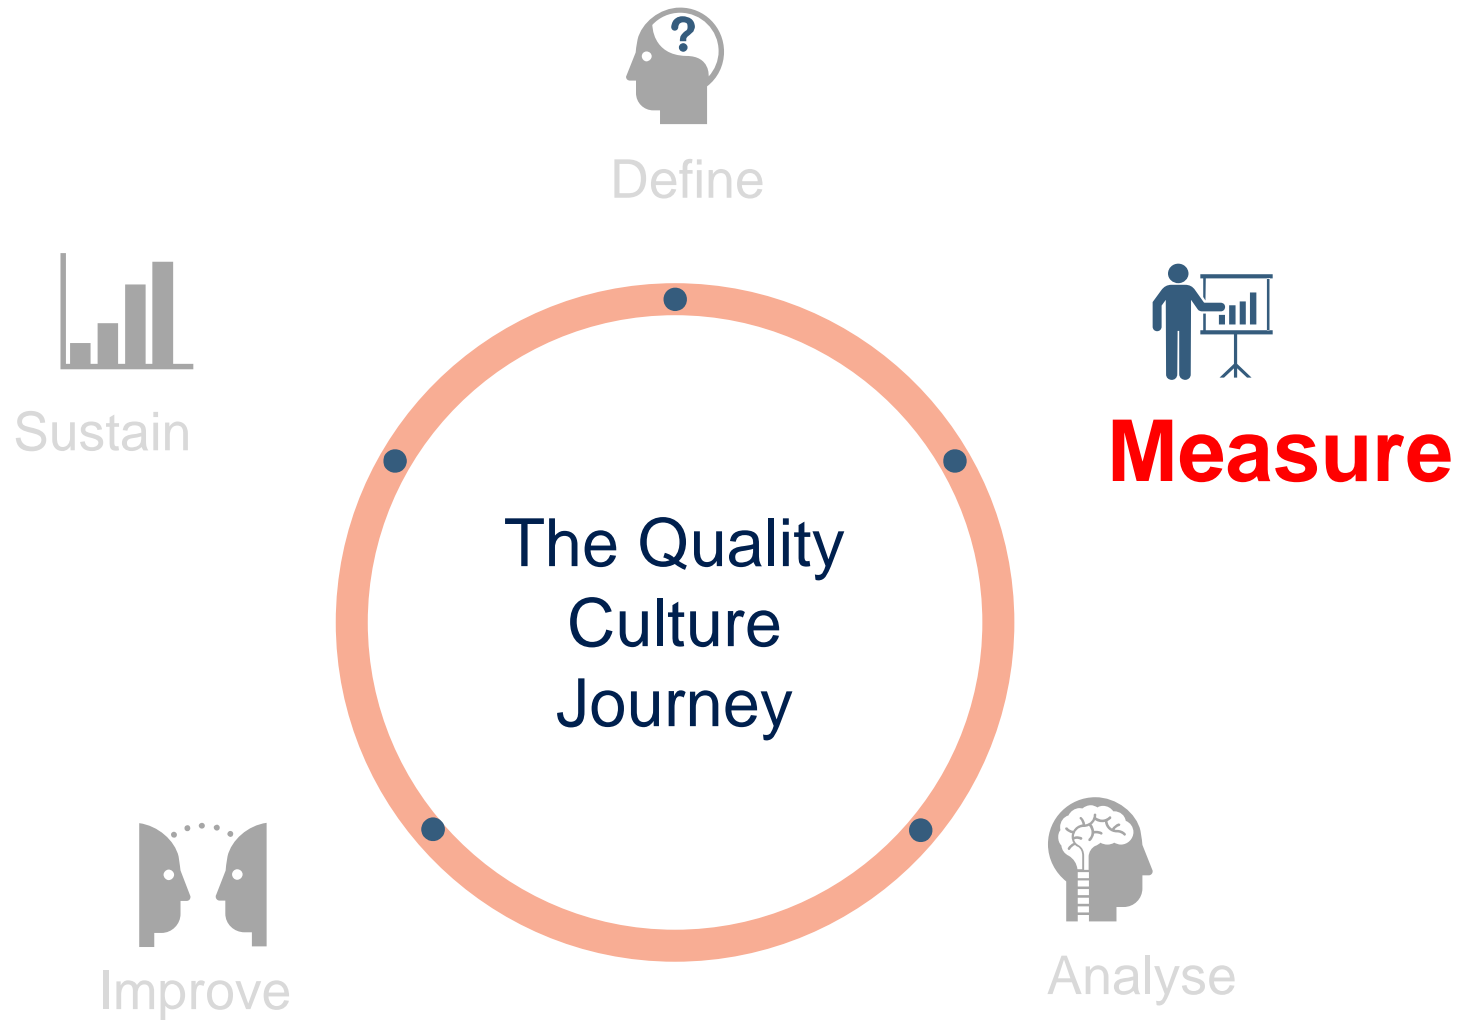 ?
Define
Sustain
Measure
The Quality
Culture
Journey
Improve
Analyse